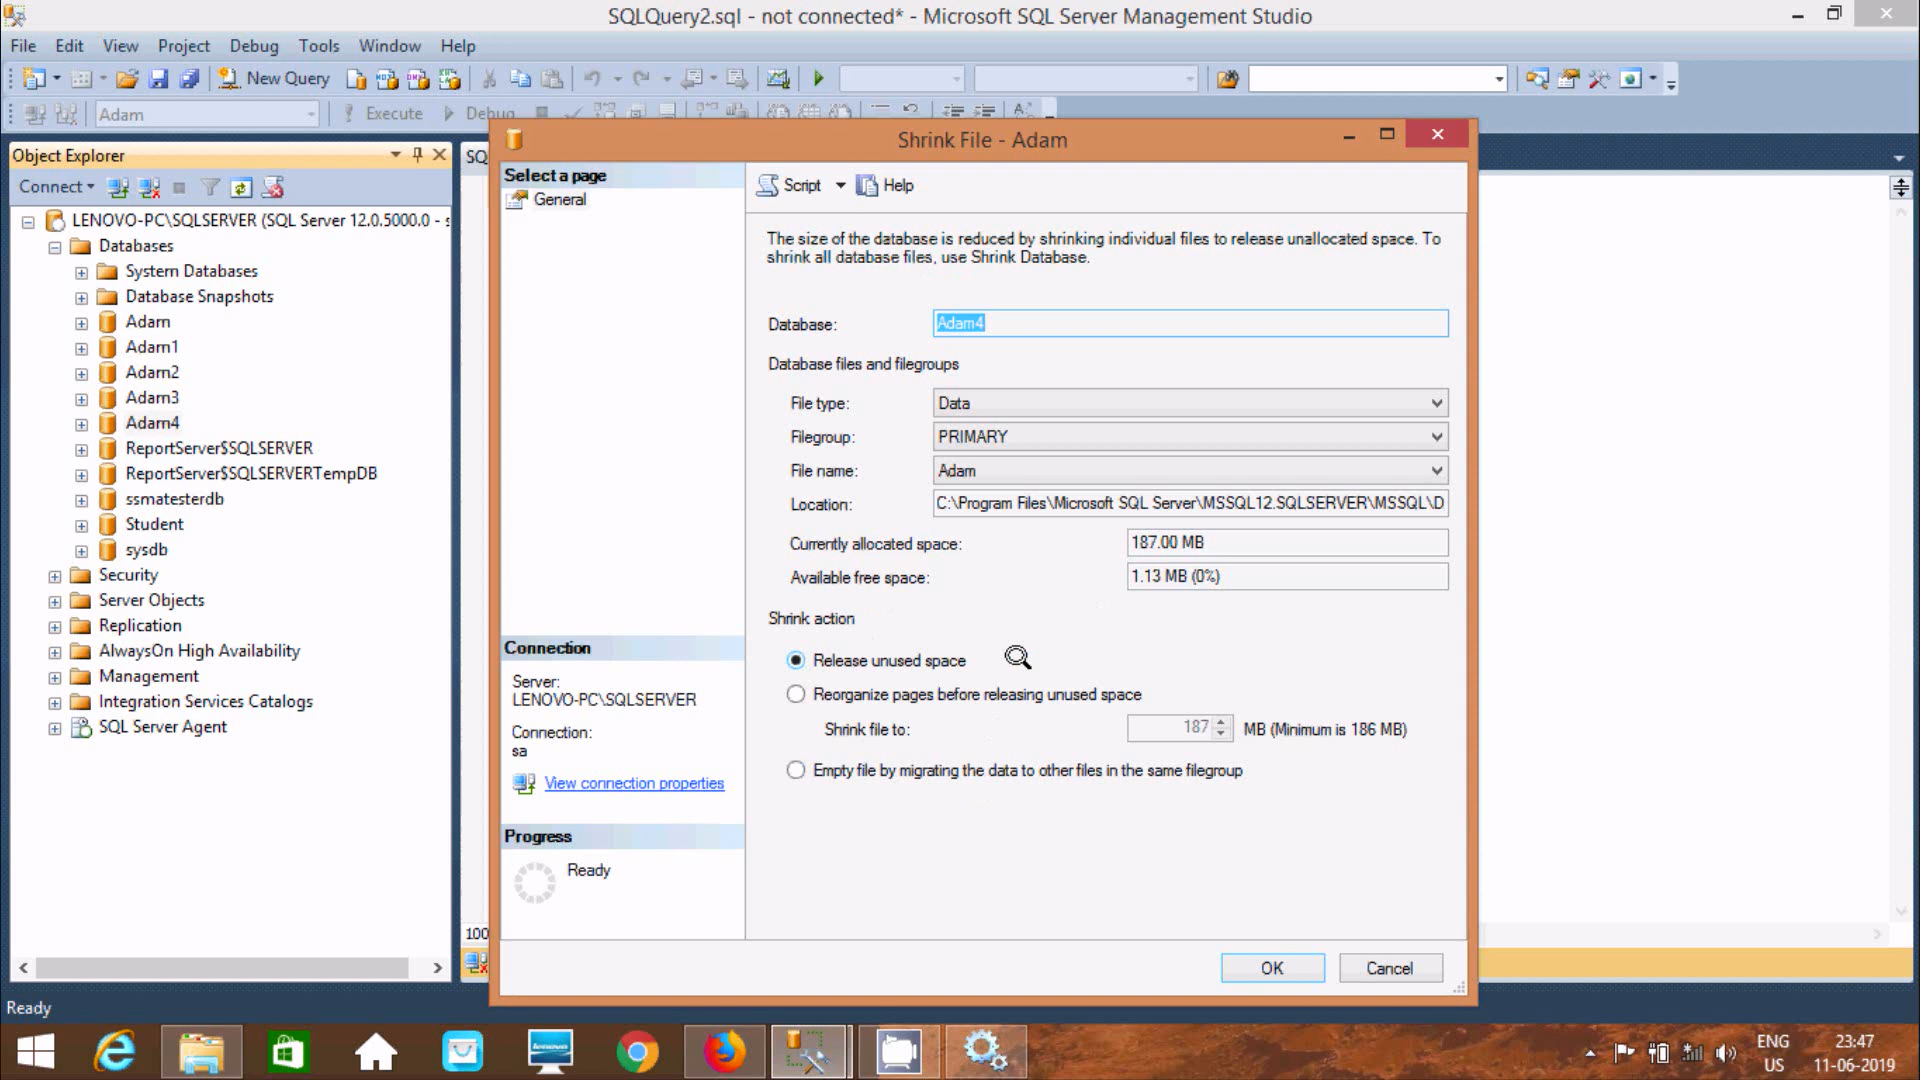 SQLQuery2.sql - not connected* - Microsoft SQL Server Management Studio
File Edit View Project Debug Tools Window Help
New Query
Adam Execute Debug
Object Explorer
SQ
Connect
LENOVO-PC\SQLSERVER (SQL Server 12.0.5000.0 - s
Databases
System Databases
Database Snapshots
Adam
Adam1
Adam2
Adam3
Adam4
ReportServer$SQLSERVER
ReportServer$SQLSERVERTempDB
ssmatesterdb
Student
sysdb
Security
Server Objects
Replication
AlwaysOn High Availability
Management
Integration Services Catalogs
SQL Server Agent
100
Shrink File - Adam
Select a page
General
Connection
Server:
LENOVO-PC\SQLSERVER
Connection:
sa
View connection properties
Progress
Ready
Script Help
The size of the database is reduced by shrinking individual files to release unallocated space. To
shrink all database files, use Shrink Database.
Database: Adam4
Database files and filegroups
File type: Data
Filegroup: PRIMARY
File name: Adam
Location: C:\Program Files\Microsoft SQL Server\MSSQL12.SQLSERVER\MSSQL\D
Currently allocated space: 187.00 MB
Available free space: 1.13 MB (0%)
Shrink action
Release unused space
Reorganize pages before releasing unused space
Shrink file to: 187 MB (Minimum is 186 MB)
Empty file by migrating the data to other files in the same filegroup
OK Cancel
Ready
lenovo
ENG 23:47
US 11-06-2019